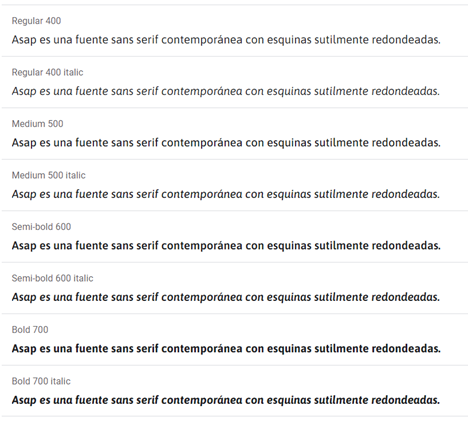 Regular 400
Asap es una fuente sans serif contemporánea con esquinas sutilmente redondeadas.
Regular 400 italic
Asap es una fuente sans serif contemporánea con esquinas sutilmente redondeadas.
Medium 500
Asap es una fuente sans serif contemporánea con esquinas sutilmente redondeadas.
Medium 500 italic
Asap es una fuente sans serif contemporánea con esquinas sutilmente redondeadas.
Semi-bold 600
Asap es una fuente sans serif contemporánea con esquinas sutilmente redondeadas.
Semi-bold 600 italic
Asap es una fuente sans serif contemporánea con esquinas sutilmente redondeadas.
Bold 700
Asap es una fuente sans serif contemporánea con esquinas sutilmente redondeadas.
Bold 700 italic
Asap es una fuente sans serif contemporánea con esquinas sutilmente redondeadas.